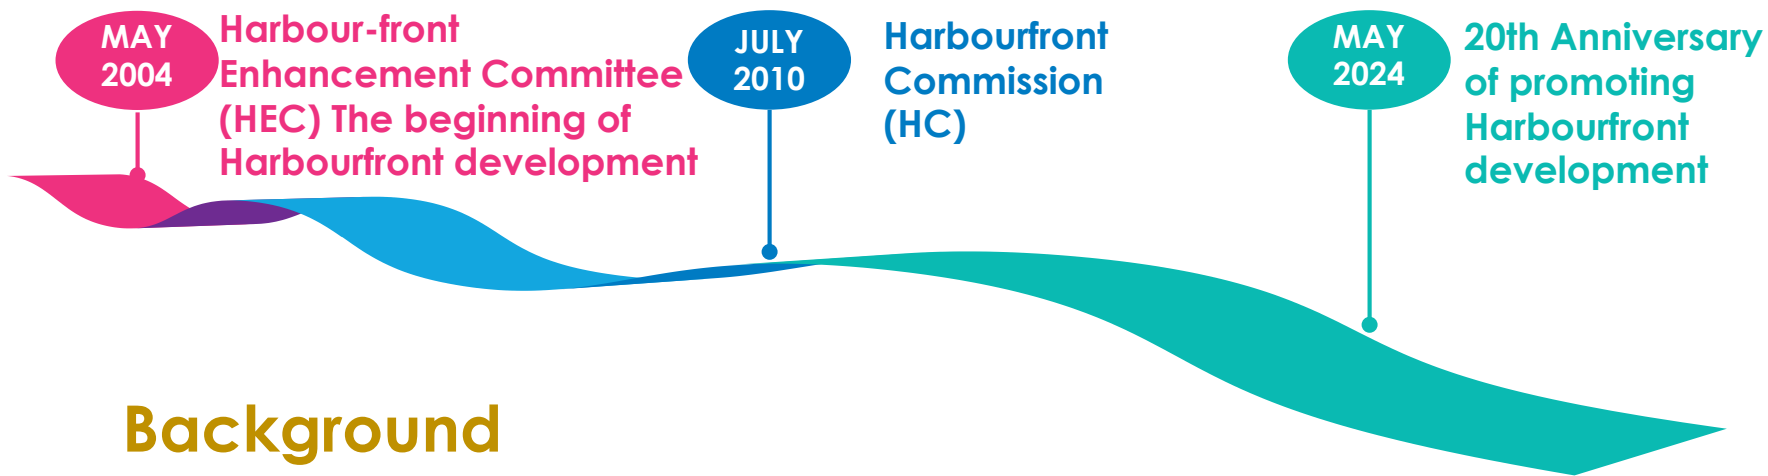 MAY
2004
Harbour-front
Enhancement Committee
(HEC) The beginning of
Harbourfront development
JULY
2010
Harbourfront
Commission
(HC)
MAY
2024
20th Anniversary
of promoting
Harbourfront
development
Background